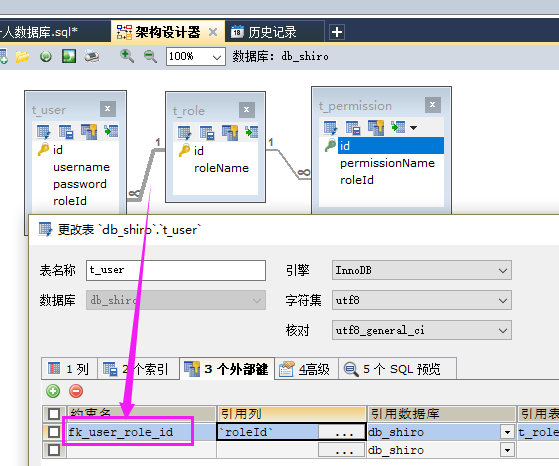 一人数据库.sql*
架构设计器
历史记录
100%
数据库: db_shiro
t_user
id
username
password
roleId
1
∞
t_role
id
roleName
1
∞
t_permission
id
permissionName
roleId
更改表 `db_shiro`.`t_user`
表名称
t_user
引擎
InnoDB
数据库
db_shiro
字符集
utf8
核对
utf8_general_ci
1 列
2 个索引
3 个外部键
4高级
5 个 SQL 预览
约束名
引用列
引用数据库
引用表
fk_user_role_id
`roleId`
...
db_shiro
t_role
...
db_shiro